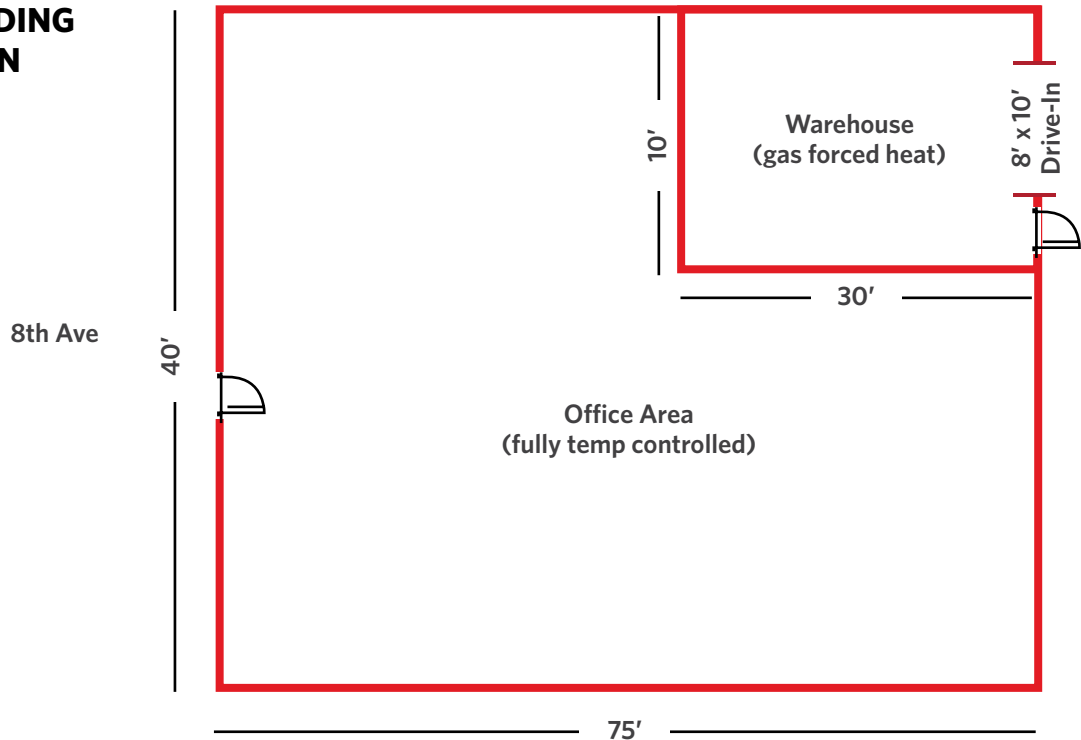 DING
N
10′
Warehouse
(gas forced heat)
8′ x 10′
Drive-In
30′
8th Ave
40′
Office Area
(fully temp controlled)
75′